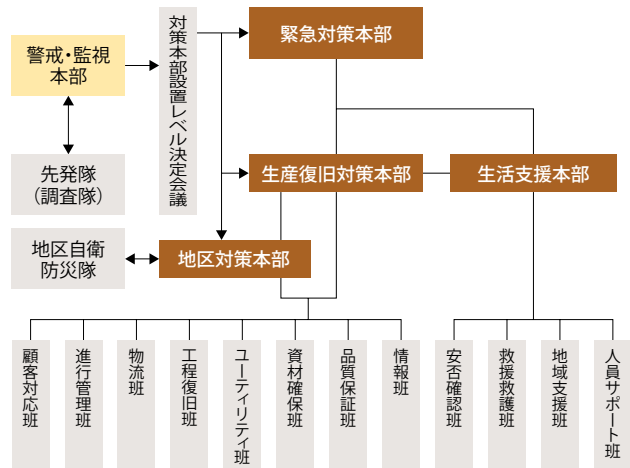 警戒・監視
本部
対策本部設置レベル決定会議
緊急対策本部
先発隊
（調査隊）
生産復旧対策本部
生活支援本部
地区自衛
防災隊
地区対策本部
顧客対応班
進行管理班
物流班
工程復旧班
ユーティリティ班
資材確保班
品質保証班
情報班
安否確認班
救援救護班
地域支援班
人員サポート班